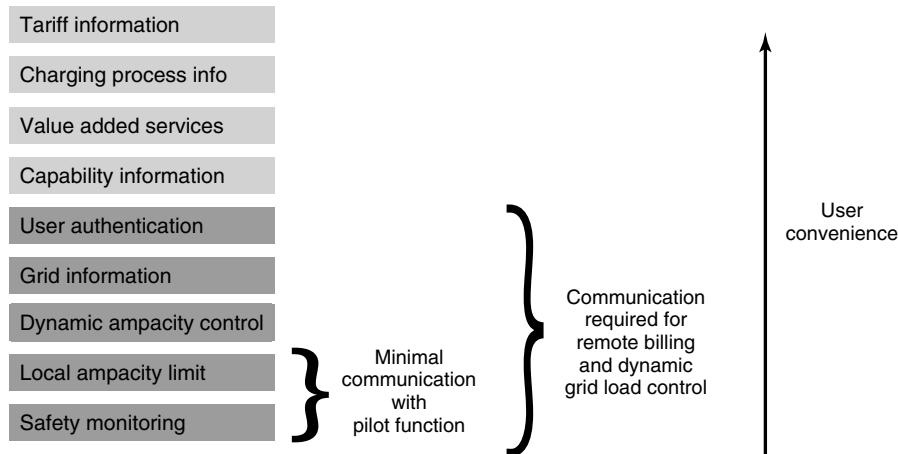 Tariff information
Charging process info
Value added services
Capability information
User authentication
Grid information
Dynamic ampacity control
Local ampacity limit
Safety monitoring
Minimal
communication
with
pilot function
Communication
required for
remote billing
and dynamic
grid load control
User
convenience